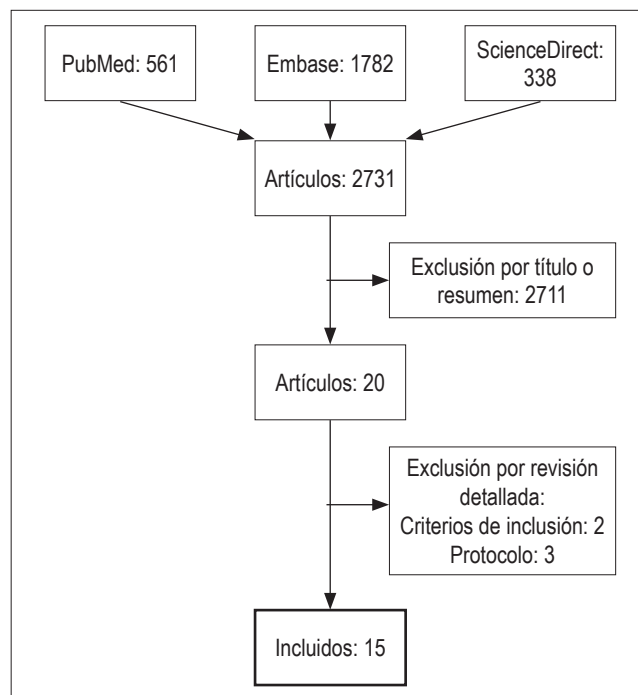 PubMed: 561
Embase: 1782
ScienceDirect:
338
Artículos: 2731
Exclusión por título o
resumen: 2711
Artículos: 20
Exclusión por revisión
detallada:
Criterios de inclusión: 2
Protocolo: 3
Incluidos: 15